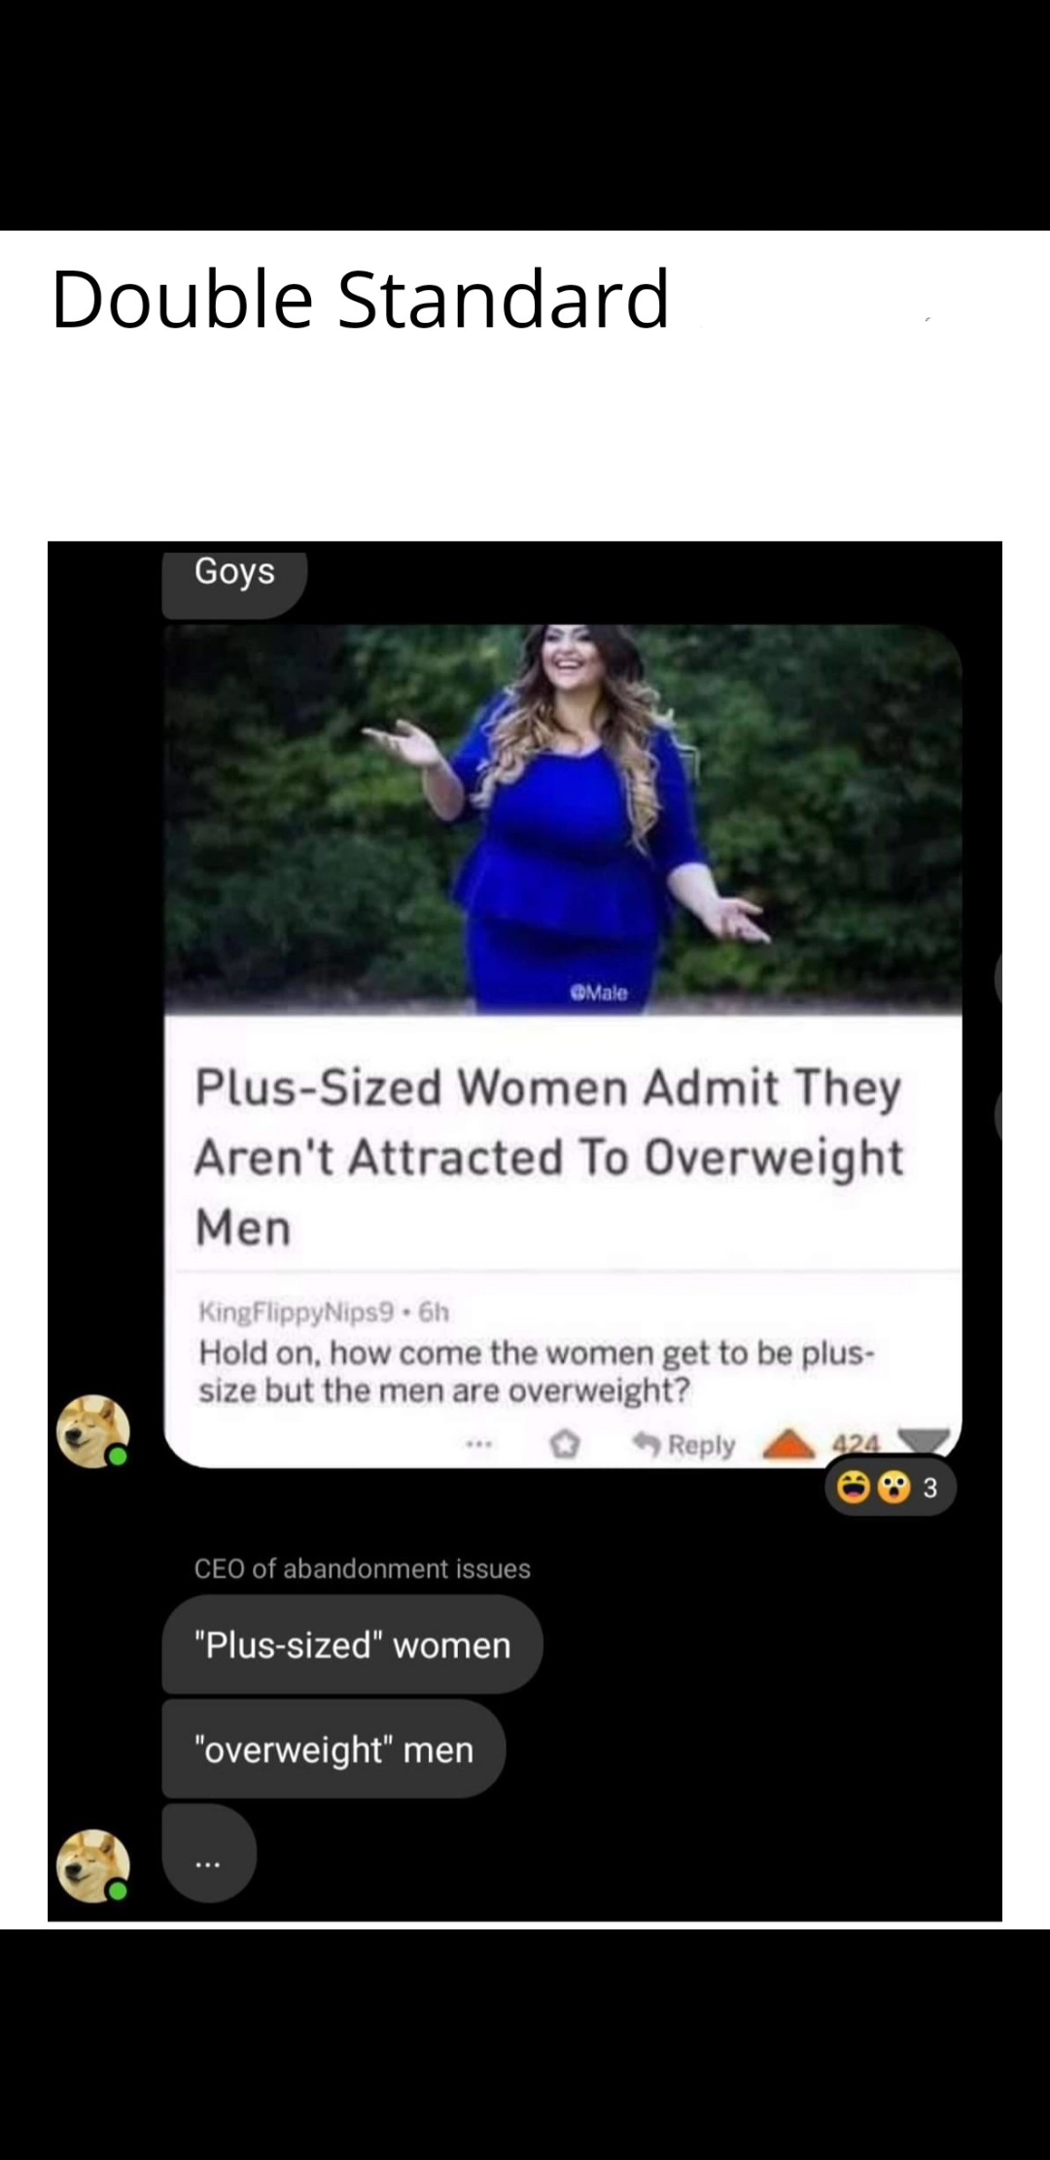 Double Standard
Goys
@Male
Plus-Sized Women Admit They
Aren't Attracted To Overweight
Men
KingFlippyNips9 • 6h
Hold on, how come the women get to be plus-
size but the men are overweight?
... Reply 424
3
CEO of abandonment issues
"Plus-sized" women
"overweight" men
...